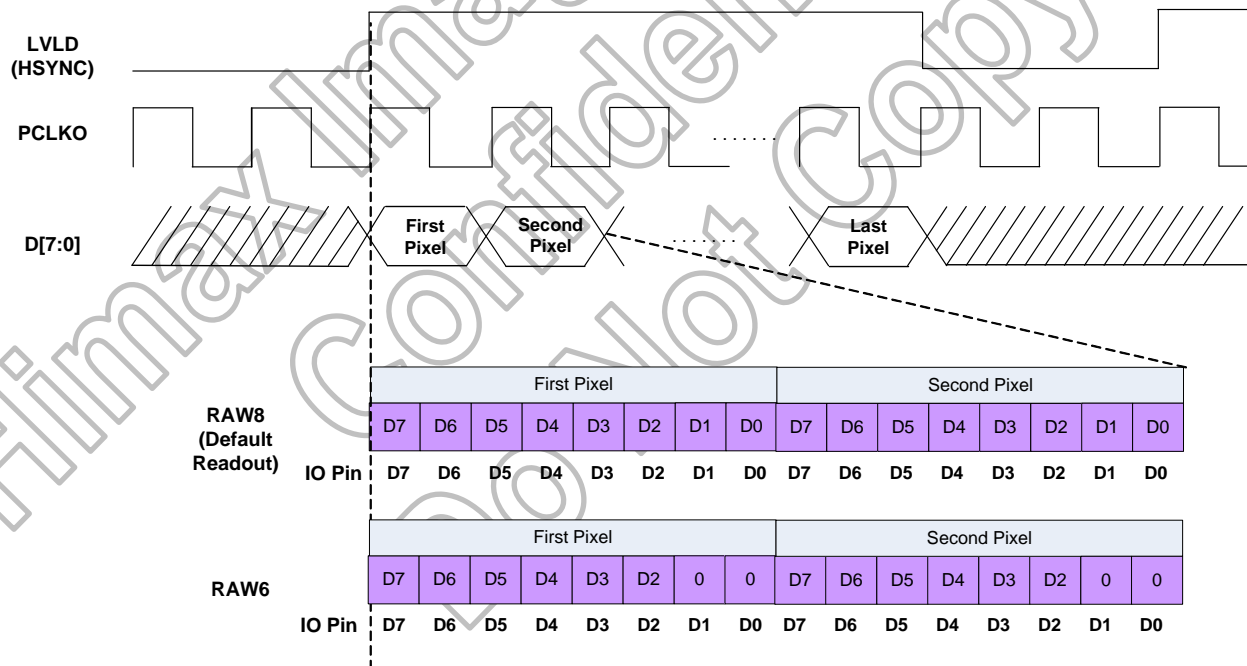 LVLD
(HSYNC)
PCLKO
. . . . . . .
D[7:0]
First
Pixel
Second
Pixel
. . . . . . .
Last
Pixel
First Pixel Second Pixel
RAW8
(Default
Readout)
D7 D6 D5 D4 D3 D2 D1 D0 D7 D6 D5 D4 D3 D2 D1 D0
IO Pin D7 D6 D5 D4 D3 D2 D1 D0 D7 D6 D5 D4 D3 D2 D1 D0
First Pixel Second Pixel
RAW6
D7 D6 D5 D4 D3 D2 0 0 D7 D6 D5 D4 D3 D2 0 0
IO Pin D7 D6 D5 D4 D3 D2 D1 D0 D7 D6 D5 D4 D3 D2 D1 D0
Himax
Do Not Copy